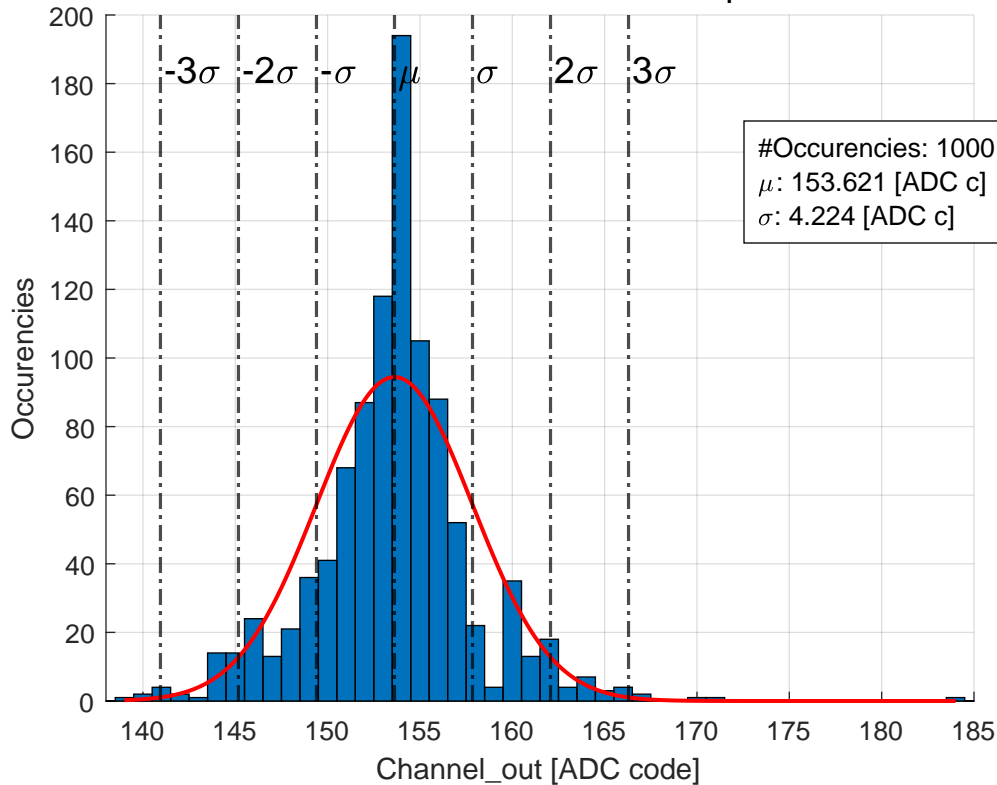 200
180
160
140
120
100
80
60
40
20
0
Occurencies
-3σ -2σ -σ μ σ 2σ 3σ
#Occurencies: 1000
μ: 153.621 [ADC c]
σ: 4.224 [ADC c]
140 145 150 155 160 165 170 175 180 185
Channel_out [ADC code]